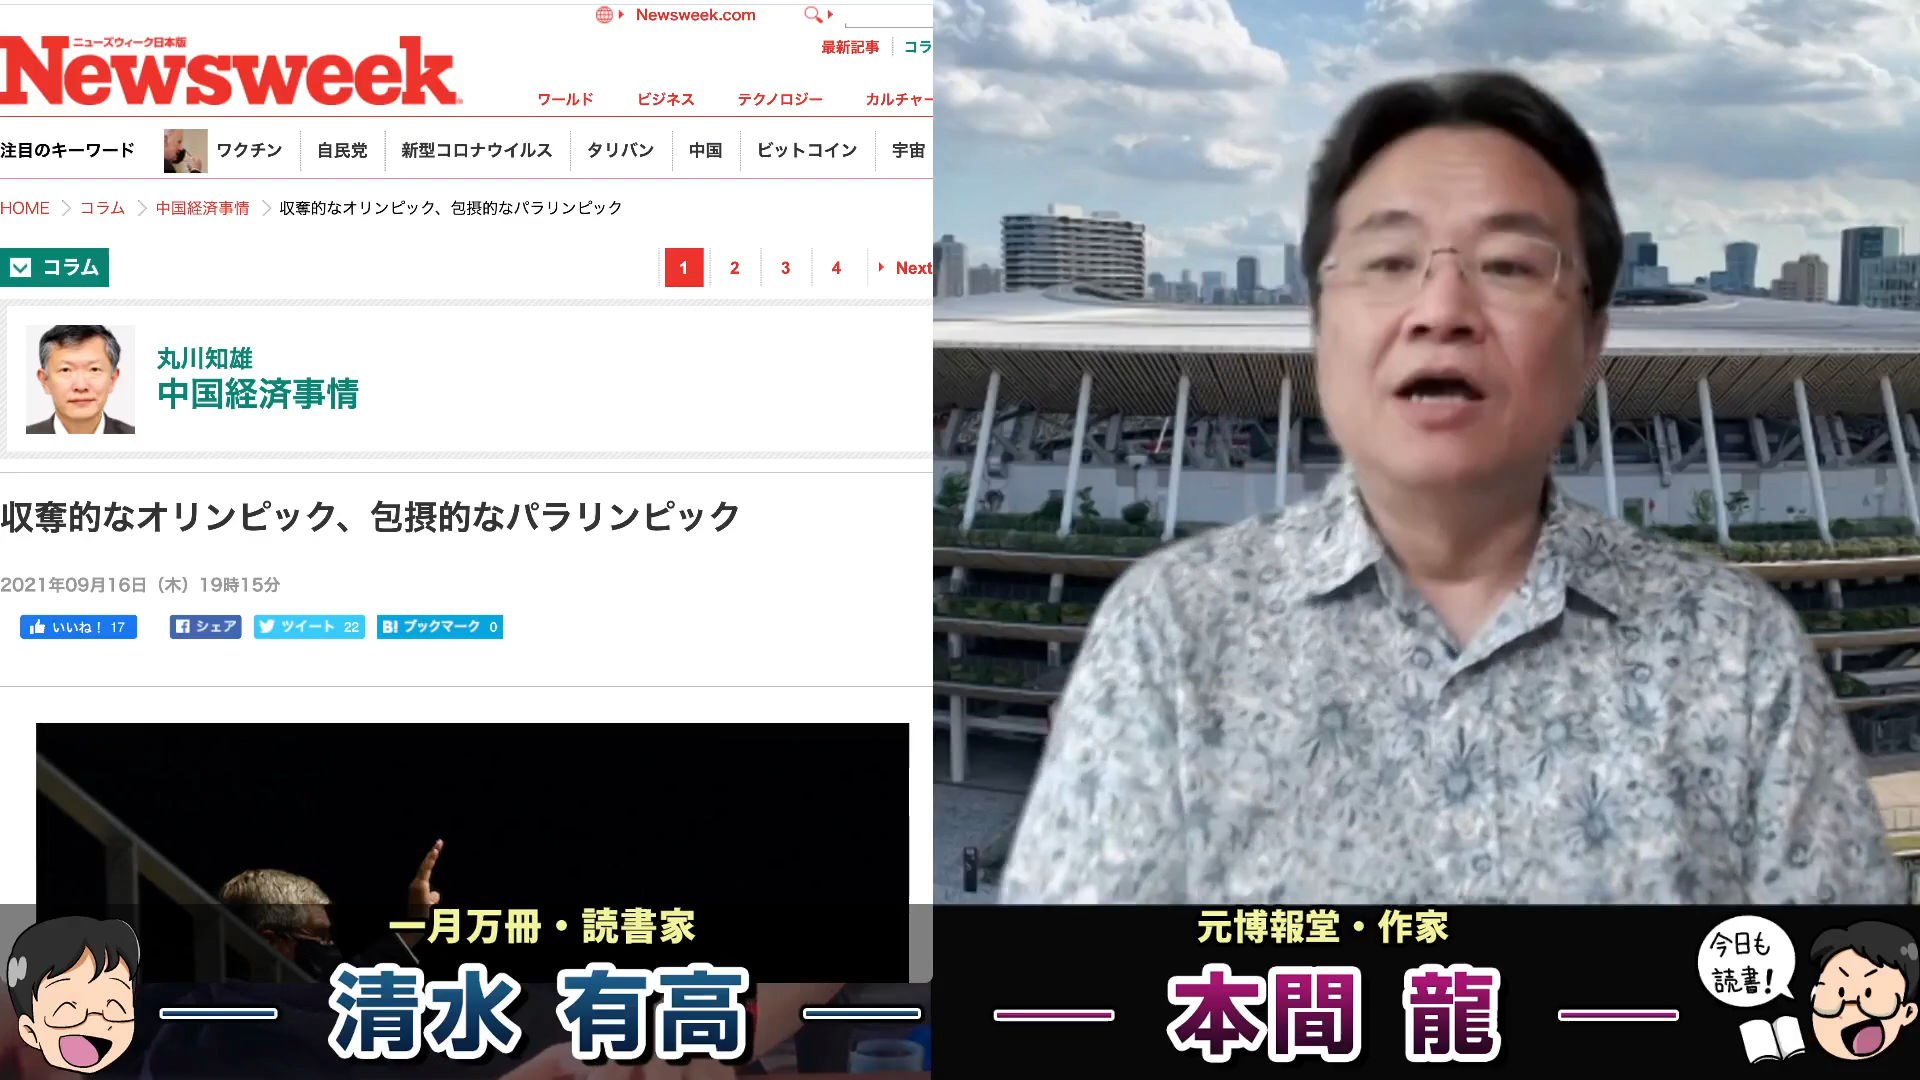 Newsweek.com
ニューズウィーク日本版
Newsweek
最新記事
コラ
ワールド
ビジネス
テクノロジー
カルチャー
注目のキーワード
ワクチン
自民党
新型コロナウイルス
タリバン
中国
ビットコイン
宇宙
HOME
コラム
中国経済事情
収奪的なオリンピック、包摂的なパラリンピック
コラム
1
2
3
4
Next
丸川知雄
中国経済事情
収奪的なオリンピック、包摂的なパラリンピック
2021年09月16日（木）19時15分
いいね！ 17
シェア
ツイート 22
B! ブックマーク 0
一月万冊・読書家
清水 有高
元博報堂・作家
本間 龍
今日も
読書！